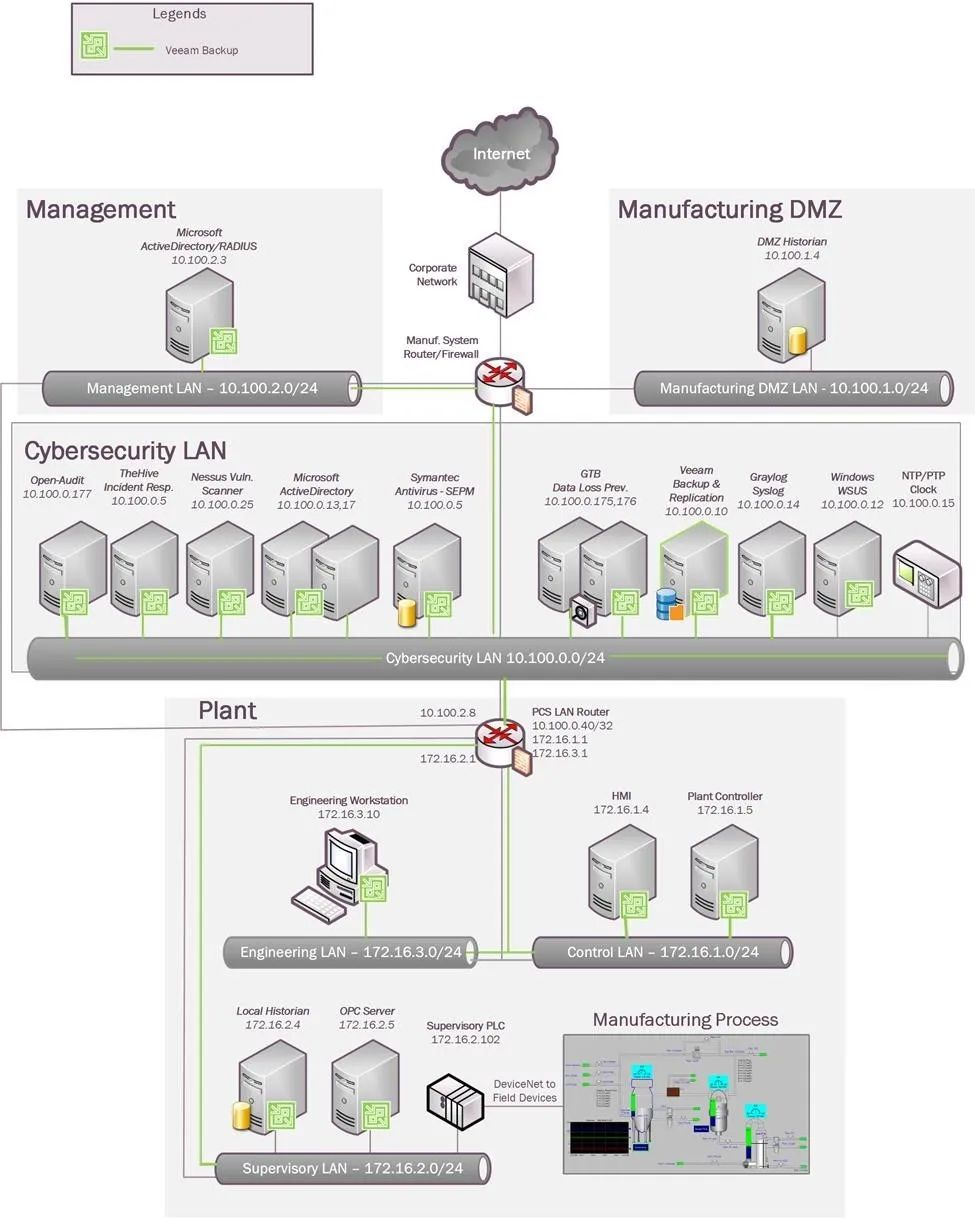 Legends
Veeam Backup
Internet
Management
Manufacturing DMZ
Microsoft
ActiveDirectory/RADIUS
10.100.2.3
DMZ Historian
10.100.1.4
Corporate
Network
Manuf. System
Router/Firewall
Management LAN – 10.100.2.0/24
Manufacturing DMZ LAN - 10.100.1.0/24
Cybersecurity LAN
Open-Audit
10.100.0.177
TheHive
Incident Resp.
10.100.0.5
Nessus Vuln.
Scanner
10.100.0.25
Microsoft
ActiveDirectory
10.100.0.13,17
Symantec
Antivirus - SEPM
10.100.0.5
GTB
Data Loss Prev.
10.100.0.175,176
Veeam
Backup &
Replication
10.100.0.10
Graylog
Syslog
10.100.0.14
Windows
WSUS
10.100.0.12
NTP/PTP
Clock
10.100.0.15
Cybersecurity LAN 10.100.0.0/24
Plant
10.100.2.8
172.16.2.1
PCS LAN Router
10.100.0.40/32
172.16.1.1
172.16.3.1
Engineering Workstation
172.16.3.10
HMI
172.16.1.4
Plant Controller
172.16.1.5
Engineering LAN – 172.16.3.0/24
Control LAN – 172.16.1.0/24
Local Historian
172.16.2.4
OPC Server
172.16.2.5
Supervisory PLC
172.16.2.102
Manufacturing Process
DeviceNet to
Field Devices
Supervisory LAN – 172.16.2.0/24